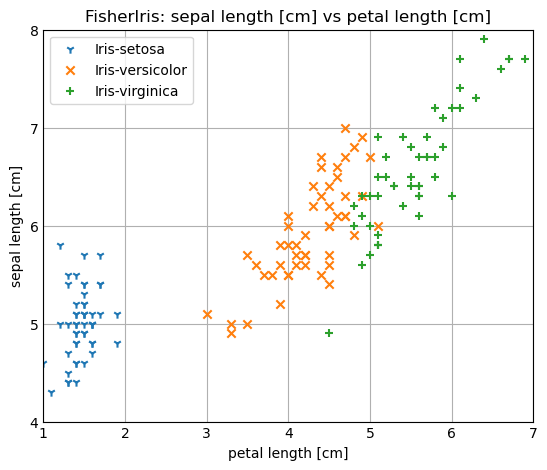 FisherIris: sepal length [cm] vs petal length [cm]
Iris-setosa
Iris-versicolor
Iris-virginica
sepal length [cm]
8
7
6
5
4
1 2 3 4 5 6 7
petal length [cm]